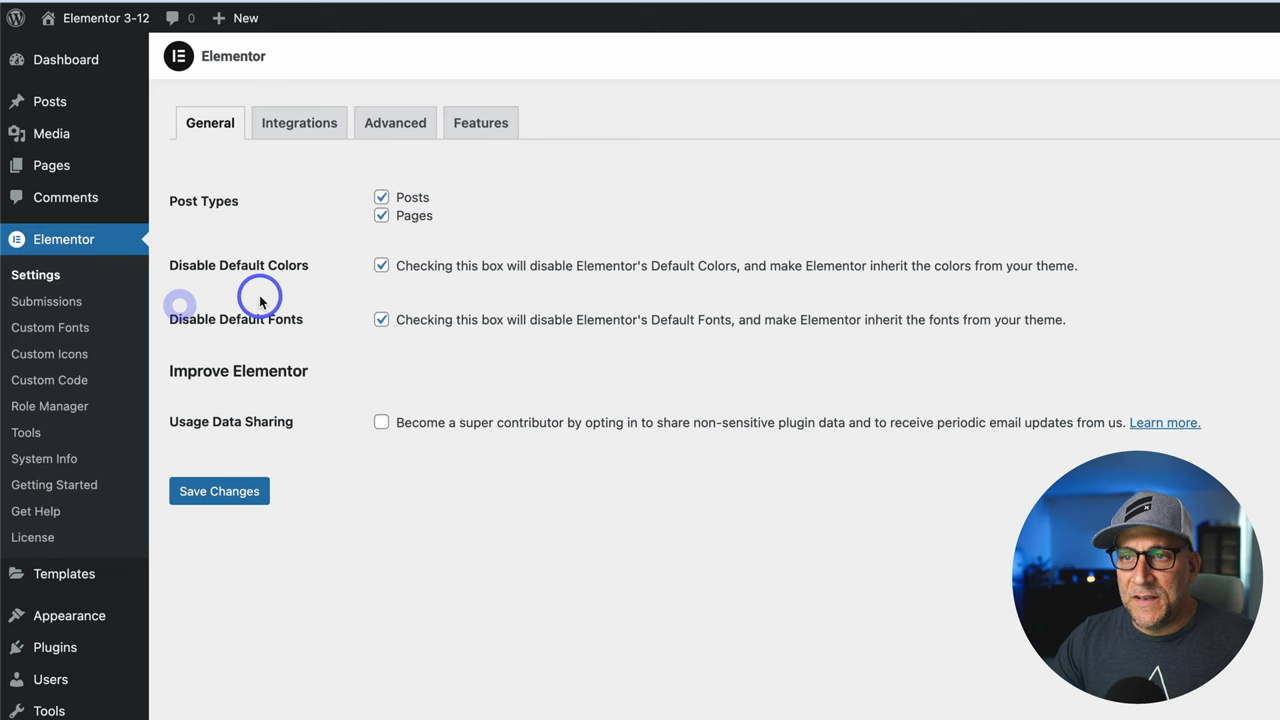 Elementor 3-12
0
New
Dashboard
Posts
Media
Pages
Comments
Elementor
Settings
Submissions
Custom Fonts
Custom Icons
Custom Code
Role Manager
Tools
System Info
Getting Started
Get Help
License
Templates
Appearance
Plugins
Users
Tools
Elementor
General
Integrations
Advanced
Features
Post Types
Posts
Pages
Disable Default Colors
Checking this box will disable Elementor's Default Colors, and make Elementor inherit the colors from your theme.
Disable Default Fonts
Checking this box will disable Elementor's Default Fonts, and make Elementor inherit the fonts from your theme.
Improve Elementor
Usage Data Sharing
Become a super contributor by opting in to share non-sensitive plugin data and to receive periodic email updates from us. Learn more.
Save Changes